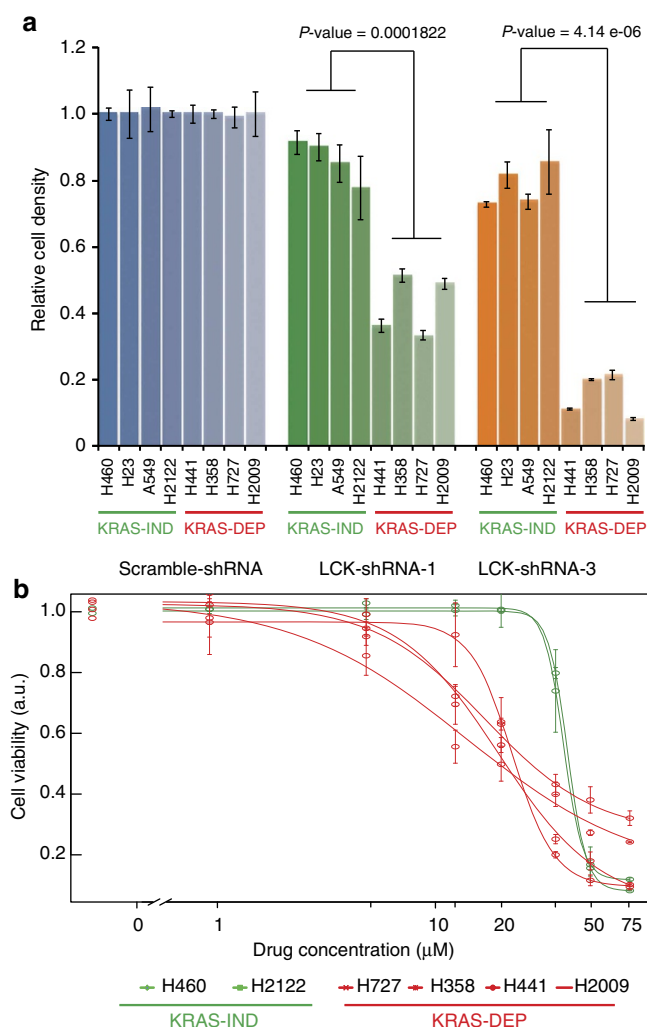 a
P-value = 0.0001822
P-value = 4.14 e-06
Relative cell density
1.2
1.0
0.8
0.6
0.4
0.2
0
H460 H23 A549 H2122 H441 H358 H727 H2009
H460 H23 A549 H2122 H441 H358 H727 H2009
H460 H23 A549 H2122 H441 H358 H727 H2009
KRAS-IND KRAS-DEP
KRAS-IND KRAS-DEP
KRAS-IND KRAS-DEP
Scramble-shRNA LCK-shRNA-1 LCK-shRNA-3
b
Cell viability (a.u.)
1.0
0.8
0.6
0.4
0.2
0 1 10 20 50 75
Drug concentration (μM)
H460 H2122 H727 H358 H441 H2009
KRAS-IND KRAS-DEP